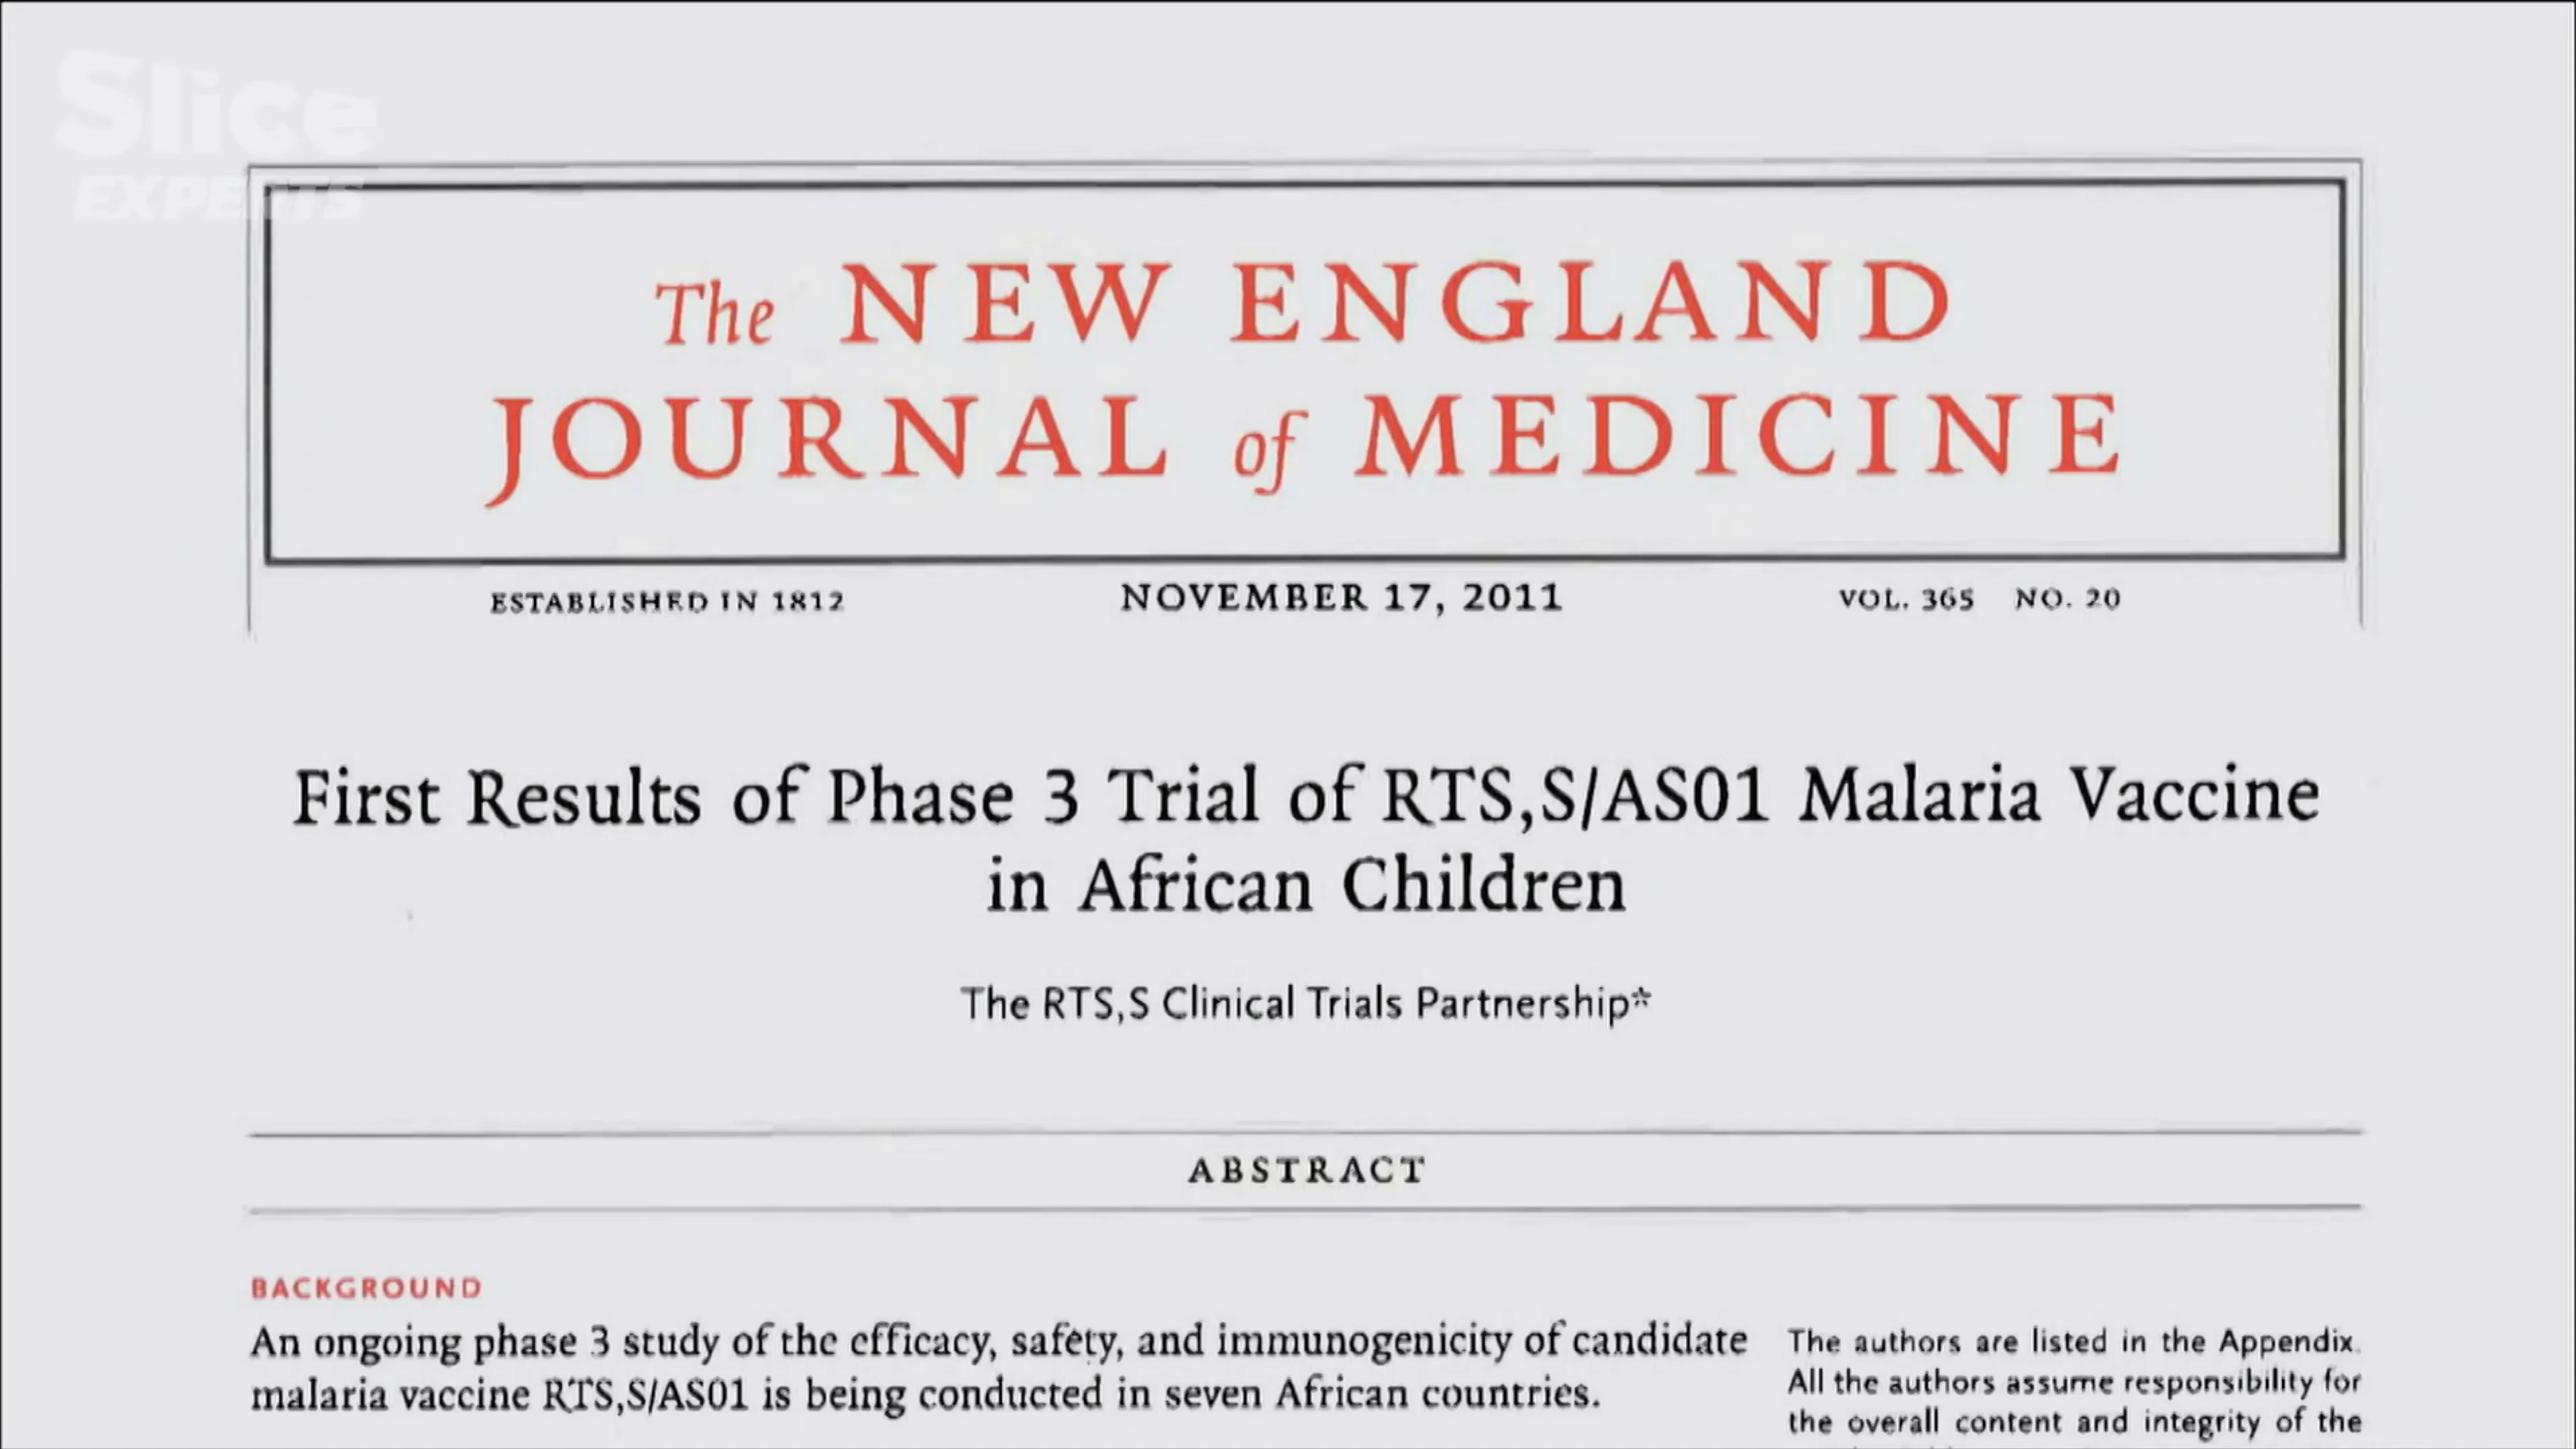 Slice
EXPERTS
The NEW ENGLAND
JOURNAL of MEDICINE
ESTABLISHED IN 1812 NOVEMBER 17, 2011 VOL. 365 NO. 20
First Results of Phase 3 Trial of RTS,S/AS01 Malaria Vaccine
in African Children
The RTS,S Clinical Trials Partnership*
ABSTRACT
BACKGROUND
An ongoing phase 3 study of the efficacy, safety, and immunogenicity of candidate
malaria vaccine RTS,S/AS01 is being conducted in seven African countries.
The authors are listed in the Appendix.
All the authors assume responsibility for
the overall content and integrity of the